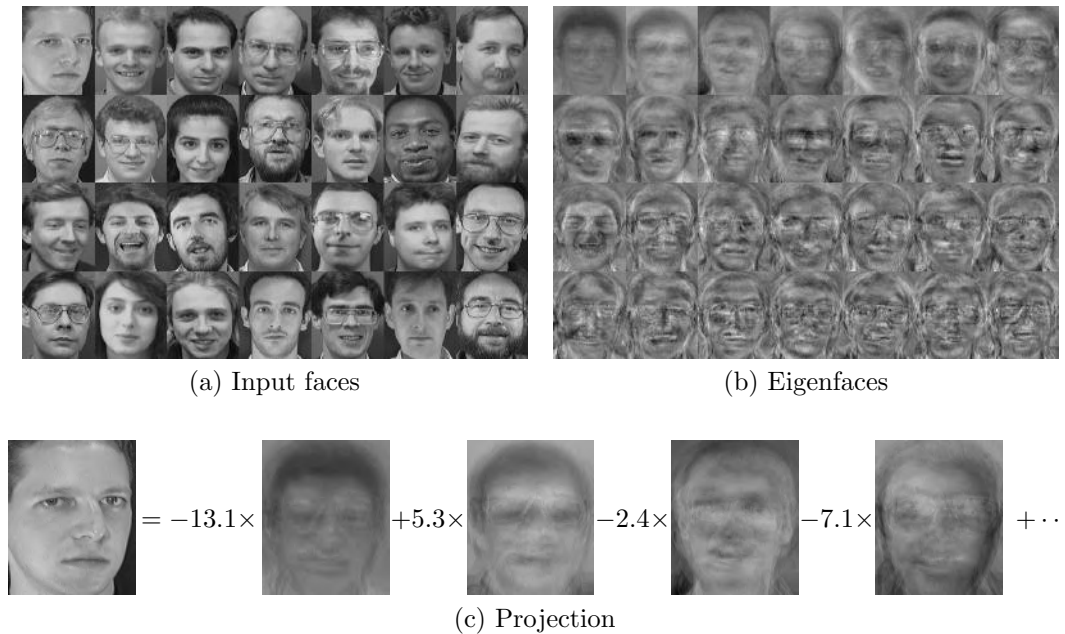 (a) Input faces
(b) Eigenfaces
= −13.1× +5.3× −2.4× −7.1× + ··
(c) Projection